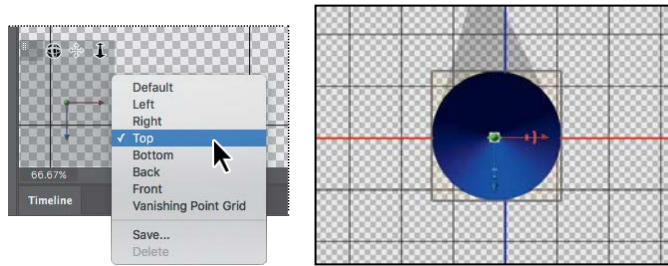 Default
Left
Right
✓ Top
Bottom
Back
Front
Vanishing Point Grid
Save...
Delete
66.67%
Timeline